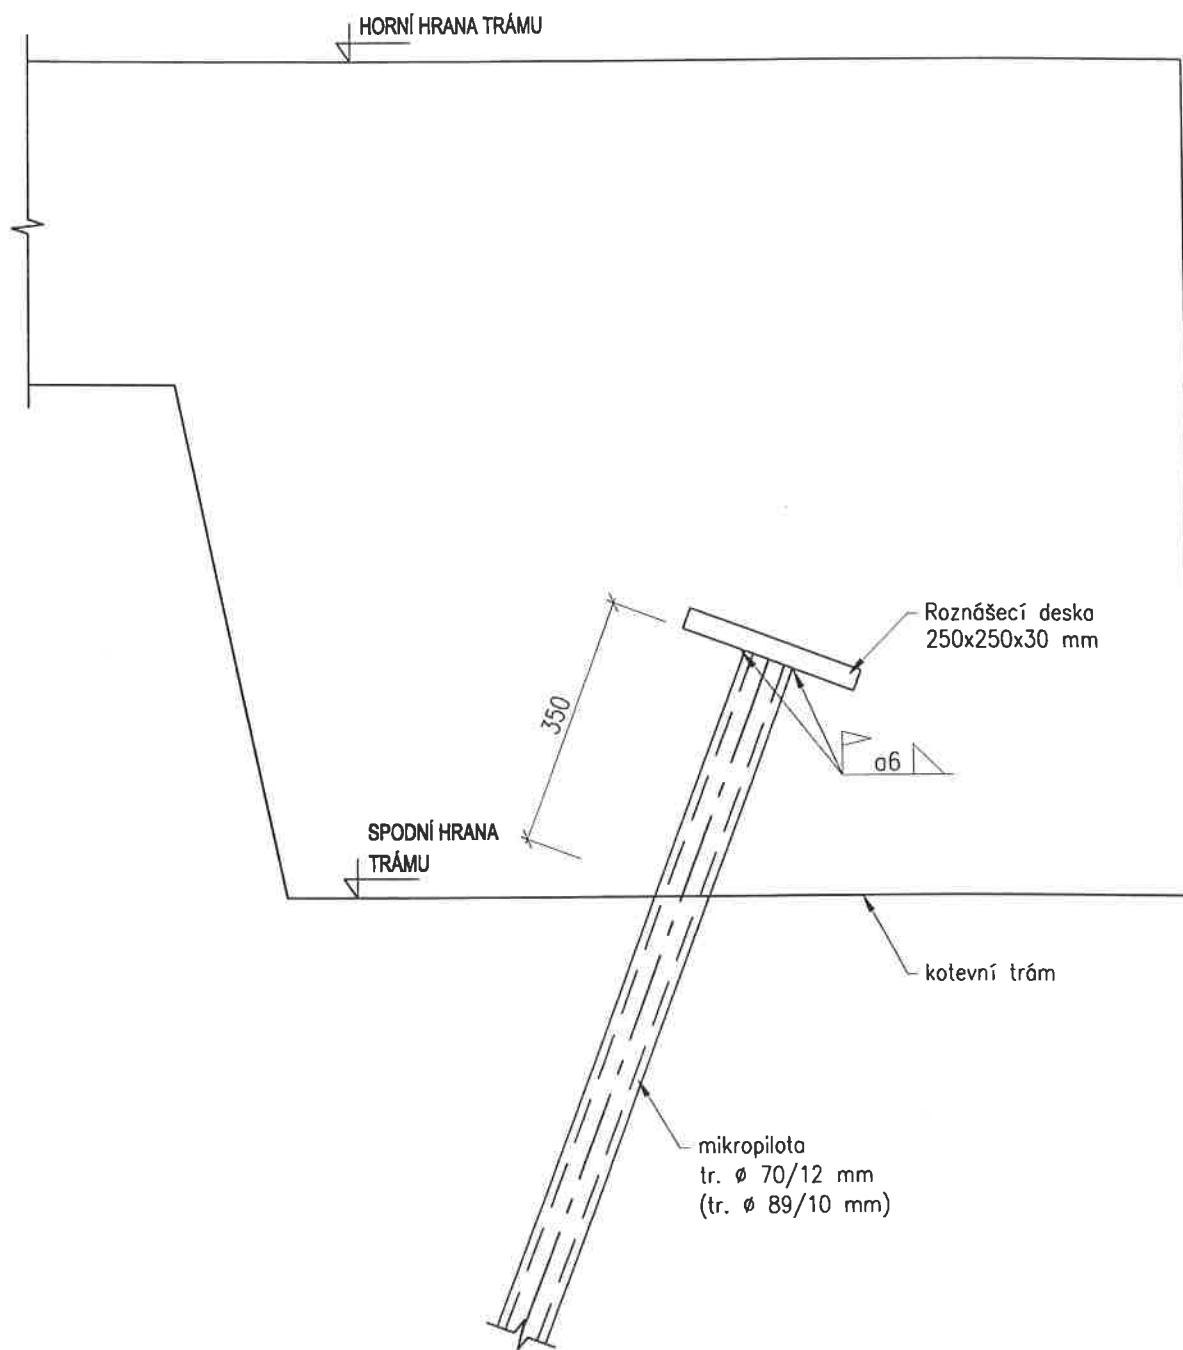 HORNÍ HRANA TRÁMU
Roznášecí deska
250x250x30 mm
350
a6
SPODNÍ HRANA
TRÁMU
kotevní trám
mikropilota
tr. ø 70/12 mm
(tr. ø 89/10 mm)